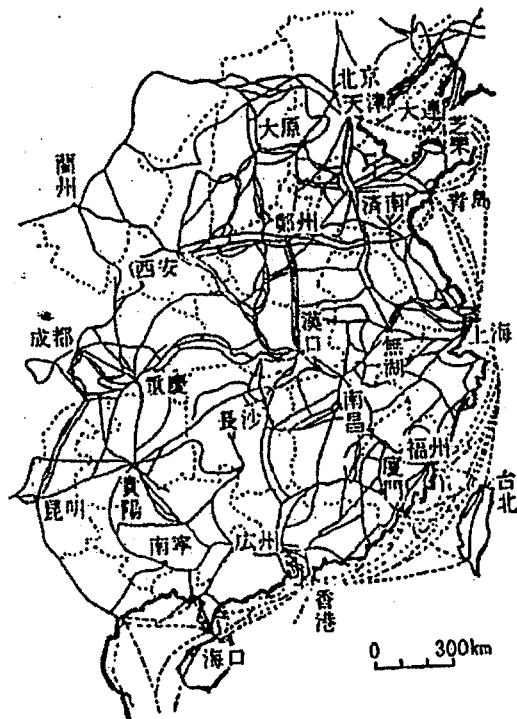 北京
天津
大連
芝罘
大原
蘭州
済南
青島
鄭州
西安
漢口
成都
上海
蕪湖
重慶
長沙
南昌
福州
厦門
台北
昆明
貴陽
南寧
広州
香港
海口
0 300km